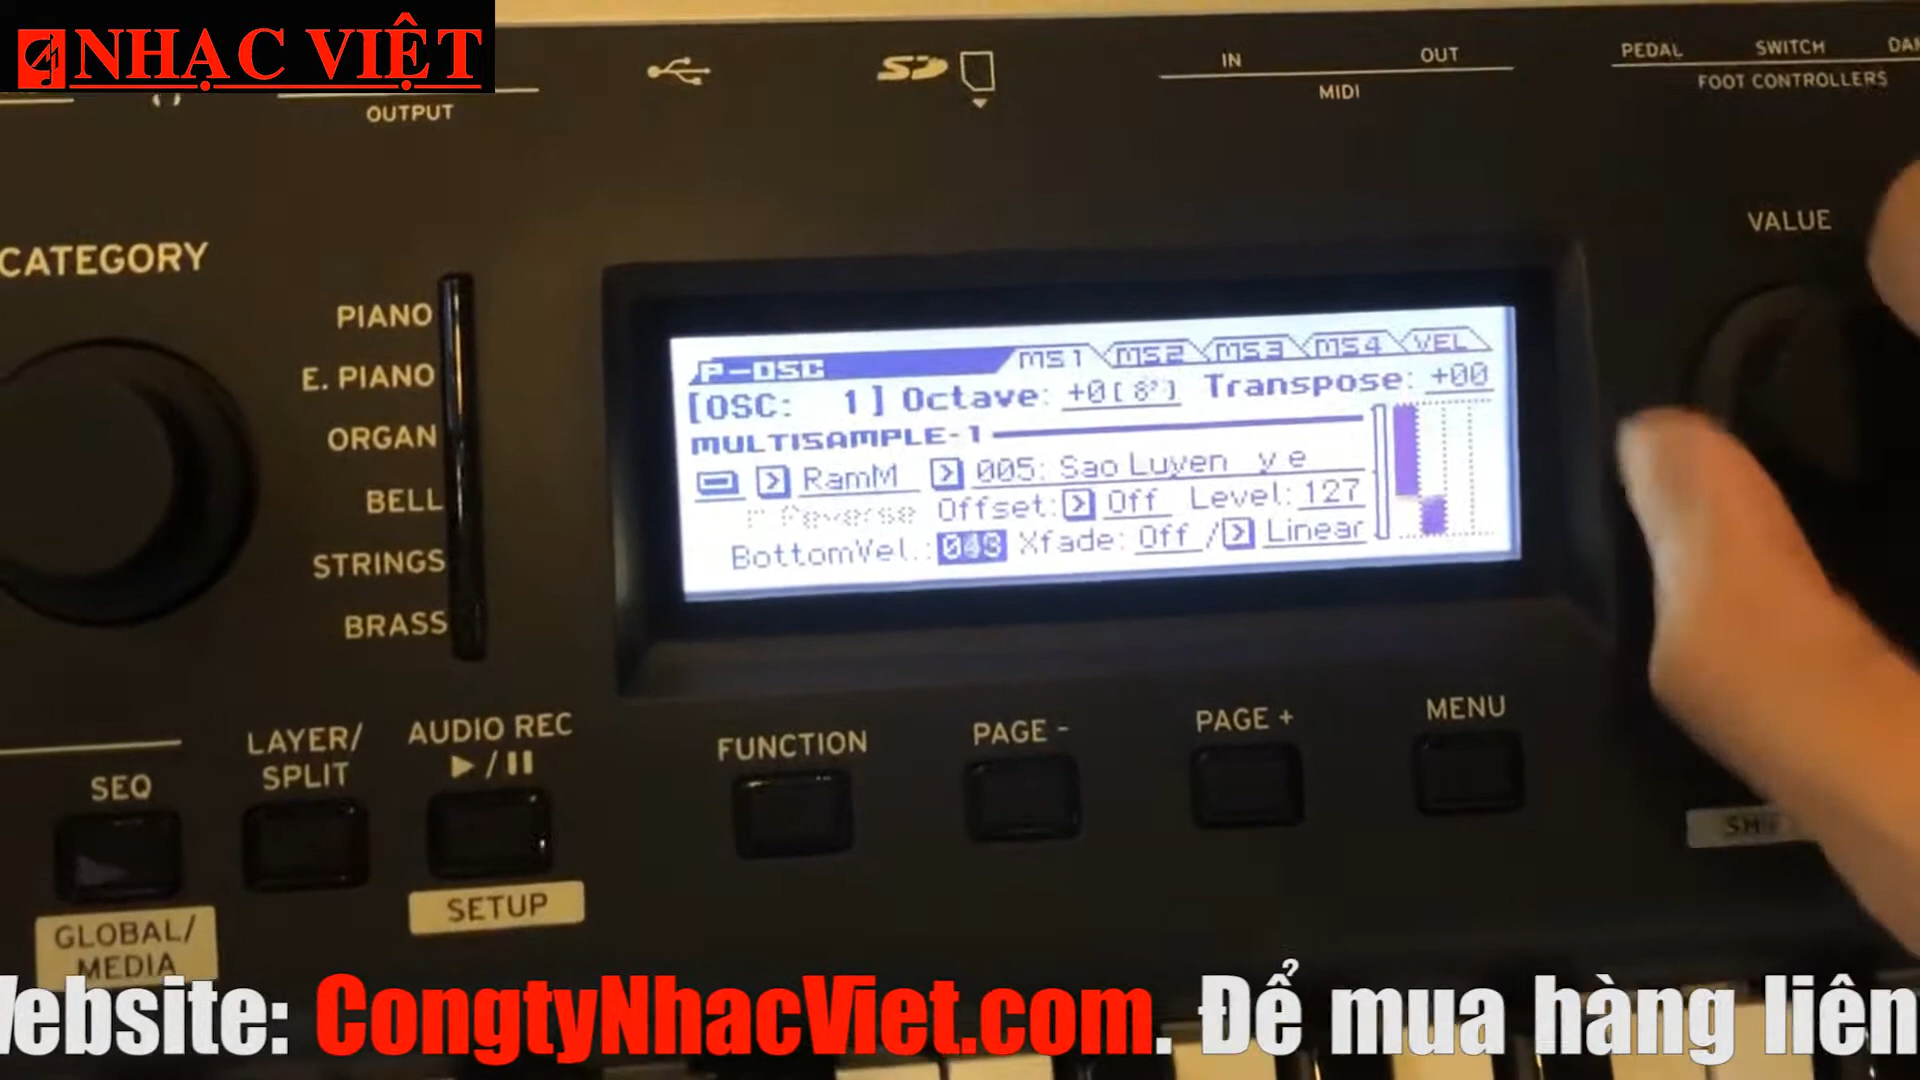 NHẠC VIỆT
OUTPUT
SD
IN
OUT
MIDI
PEDAL
SWITCH
FOOT CONTROLLERS
VALUE
CATEGORY
PIANO
E. PIANO
ORGAN
BELL
STRINGS
BRASS
P-OSC MS1 MS2 MS3 MS4 VEL
[OSC: 1] Octave: +0[8'] Transpose: +00
MULTISAMPLE-1
RamM 005: Sao Luyen y e
Reverse Offset: Off Level: 127
BottomVel.: 043 Xfade: Off / Linear
LAYER/
SPLIT
AUDIO REC
SEQ
FUNCTION
PAGE -
PAGE +
MENU
SETUP
GLOBAL/
MEDIA
Website: CongtyNhacViet.com. Để mua hàng liên